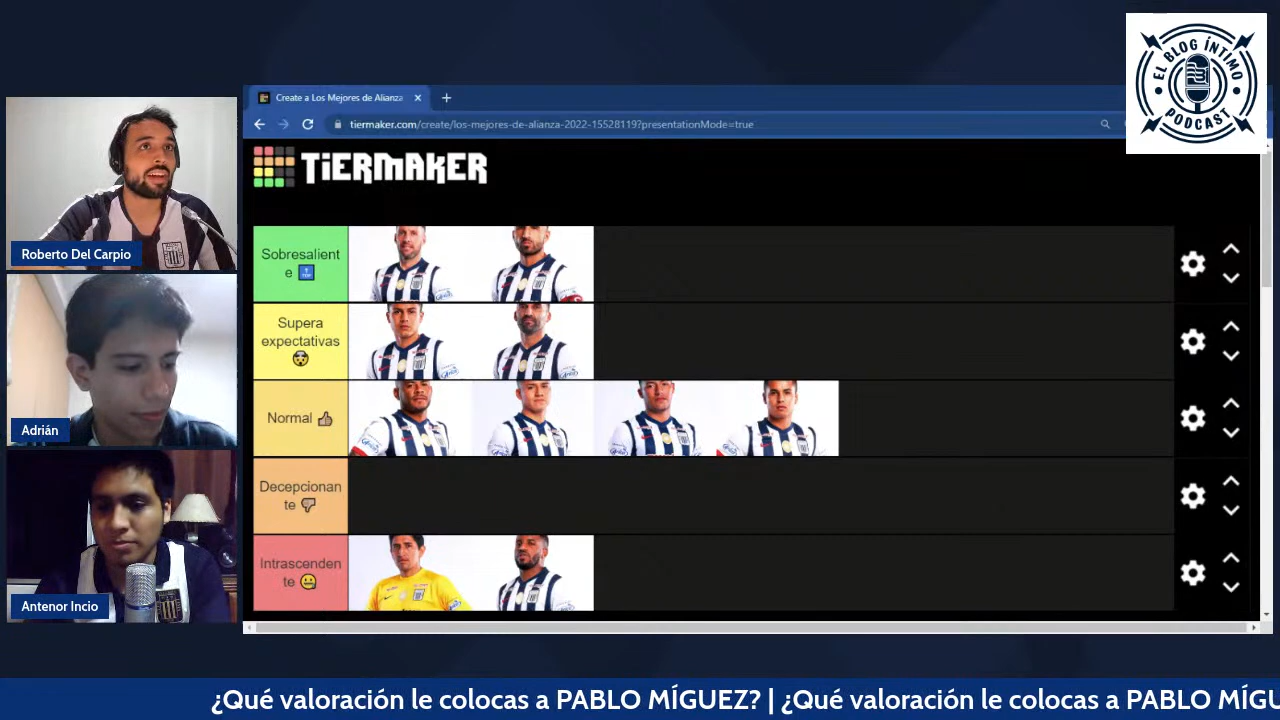 EL BLOG ÍNTIMO
PODCAST
Create a Los Mejores de Alianza
tiermaker.com/create/los-mejores-de-alianza-2022-15528119?presentationMode=true
TiERMAKER
Roberto Del Carpio
Adrián
Antenor Incio
Sobresalient
e
TOP
Supera
expectativas
Normal
Decepcionan
te
Intrascenden
te
¿Qué valoración le colocas a PABLO MÍGUEZ? | ¿Qué valoración le colocas a PABLO MÍGU